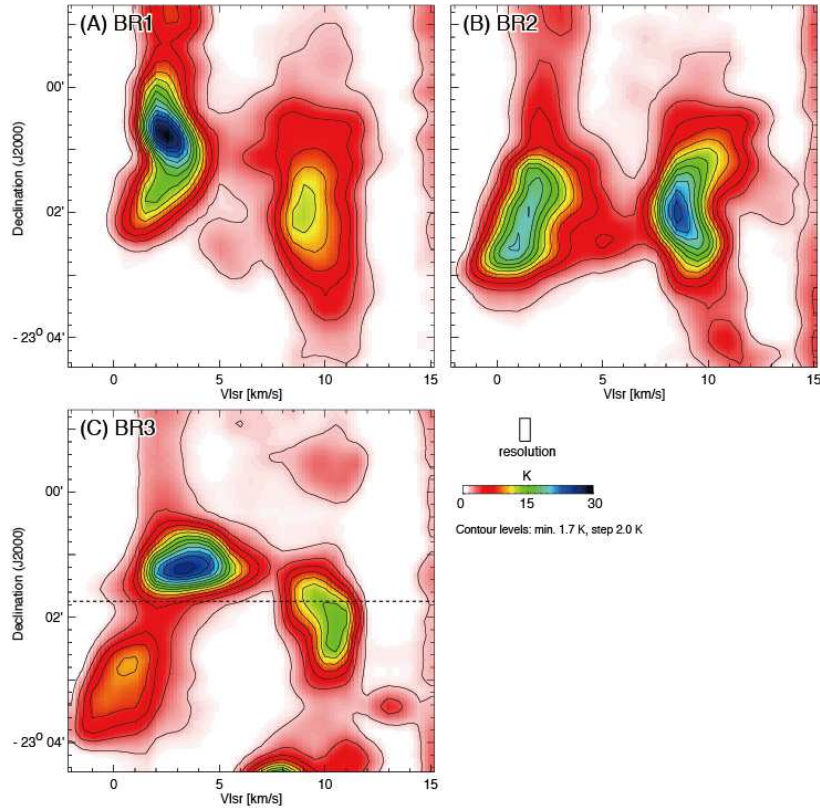 (A) BR1
(B) BR2
00'
02'
- 23° 04'
Declination (J2000)
0 5 10 15
Vlsr [km/s]
0 5 10 15
Vlsr [km/s]
(C) BR3
00'
02'
- 23° 04'
Declination (J2000)
0 5 10 15
Vlsr [km/s]
resolution
K
0 15 30
Contour levels: min. 1.7 K, step 2.0 K